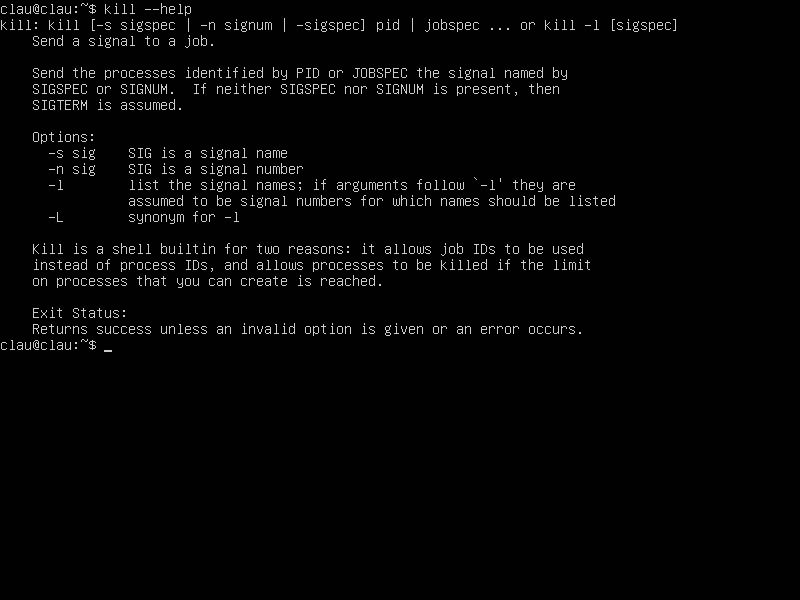 clau@clau:~$ kill --help
kill: kill [-s sigspec | -n signum | -sigspec] pid | jobspec ... or kill -l [sigspec]
    Send a signal to a job.

    Send the processes identified by PID or JOBSPEC the signal named by
    SIGSPEC or SIGNUM.  If neither SIGSPEC nor SIGNUM is present, then
    SIGTERM is assumed.

    Options:
      -s sig    SIG is a signal name
      -n sig    SIG is a signal number
      -l        list the signal names; if arguments follow `-l' they are
                assumed to be signal numbers for which names should be listed
      -L        synonym for -l

    Kill is a shell builtin for two reasons: it allows job IDs to be used
    instead of process IDs, and allows processes to be killed if the limit
    on processes that you can create is reached.

    Exit Status:
    Returns success unless an invalid option is given or an error occurs.
clau@clau:~$ _